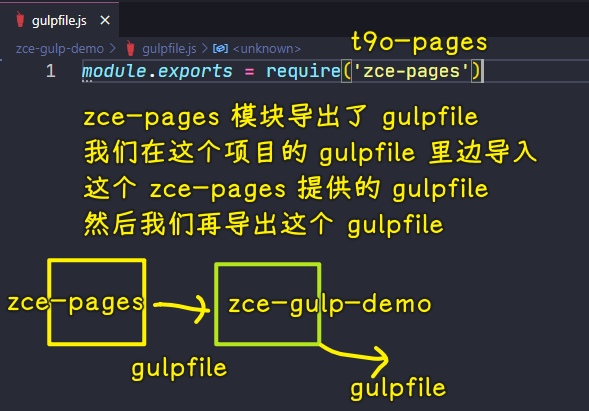 gulpfile.js ×
zce-gulp-demo > gulpfile.js > <unknown>
t9o-pages
1 module.exports = require('zce-pages')
zce-pages 模块导出了 gulpfile
我们在这个项目的 gulpfile 里边导入
这个 zce-pages 提供的 gulpfile
然后我们再导出这个 gulpfile
zce-pages
zce-gulp-demo
gulpfile
gulpfile